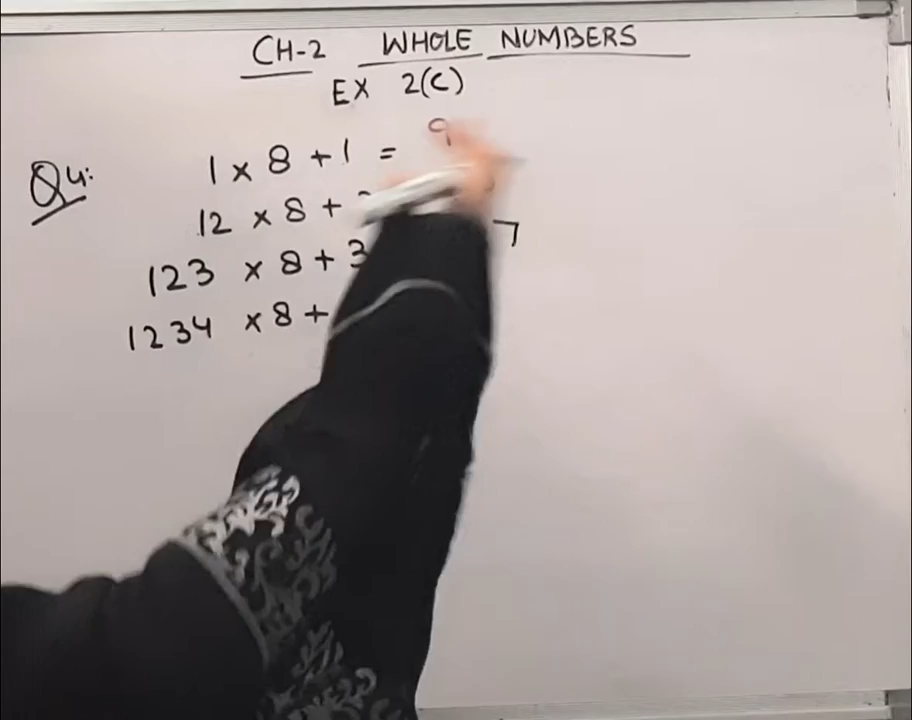 CH-2 WHOLE NUMBERS
EX 2(C)
Q4: 1 x 8 + 1 = 9
12 x 8 +
123 x 8 + 3 7
1234 x 8 +